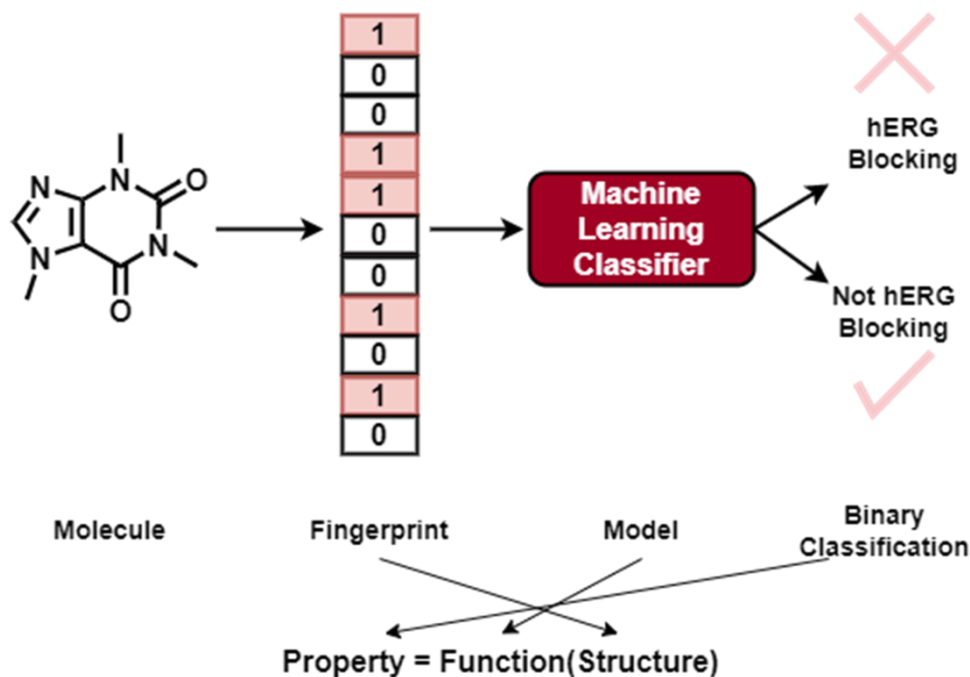 1
0
0
1
1
0
0
1
0
1
0
N
N
O
N
N
O
Machine
Learning
Classifier
hERG
Blocking
Not hERG
Blocking
Molecule
Fingerprint
Model
Binary
Classification
Property = Function(Structure)